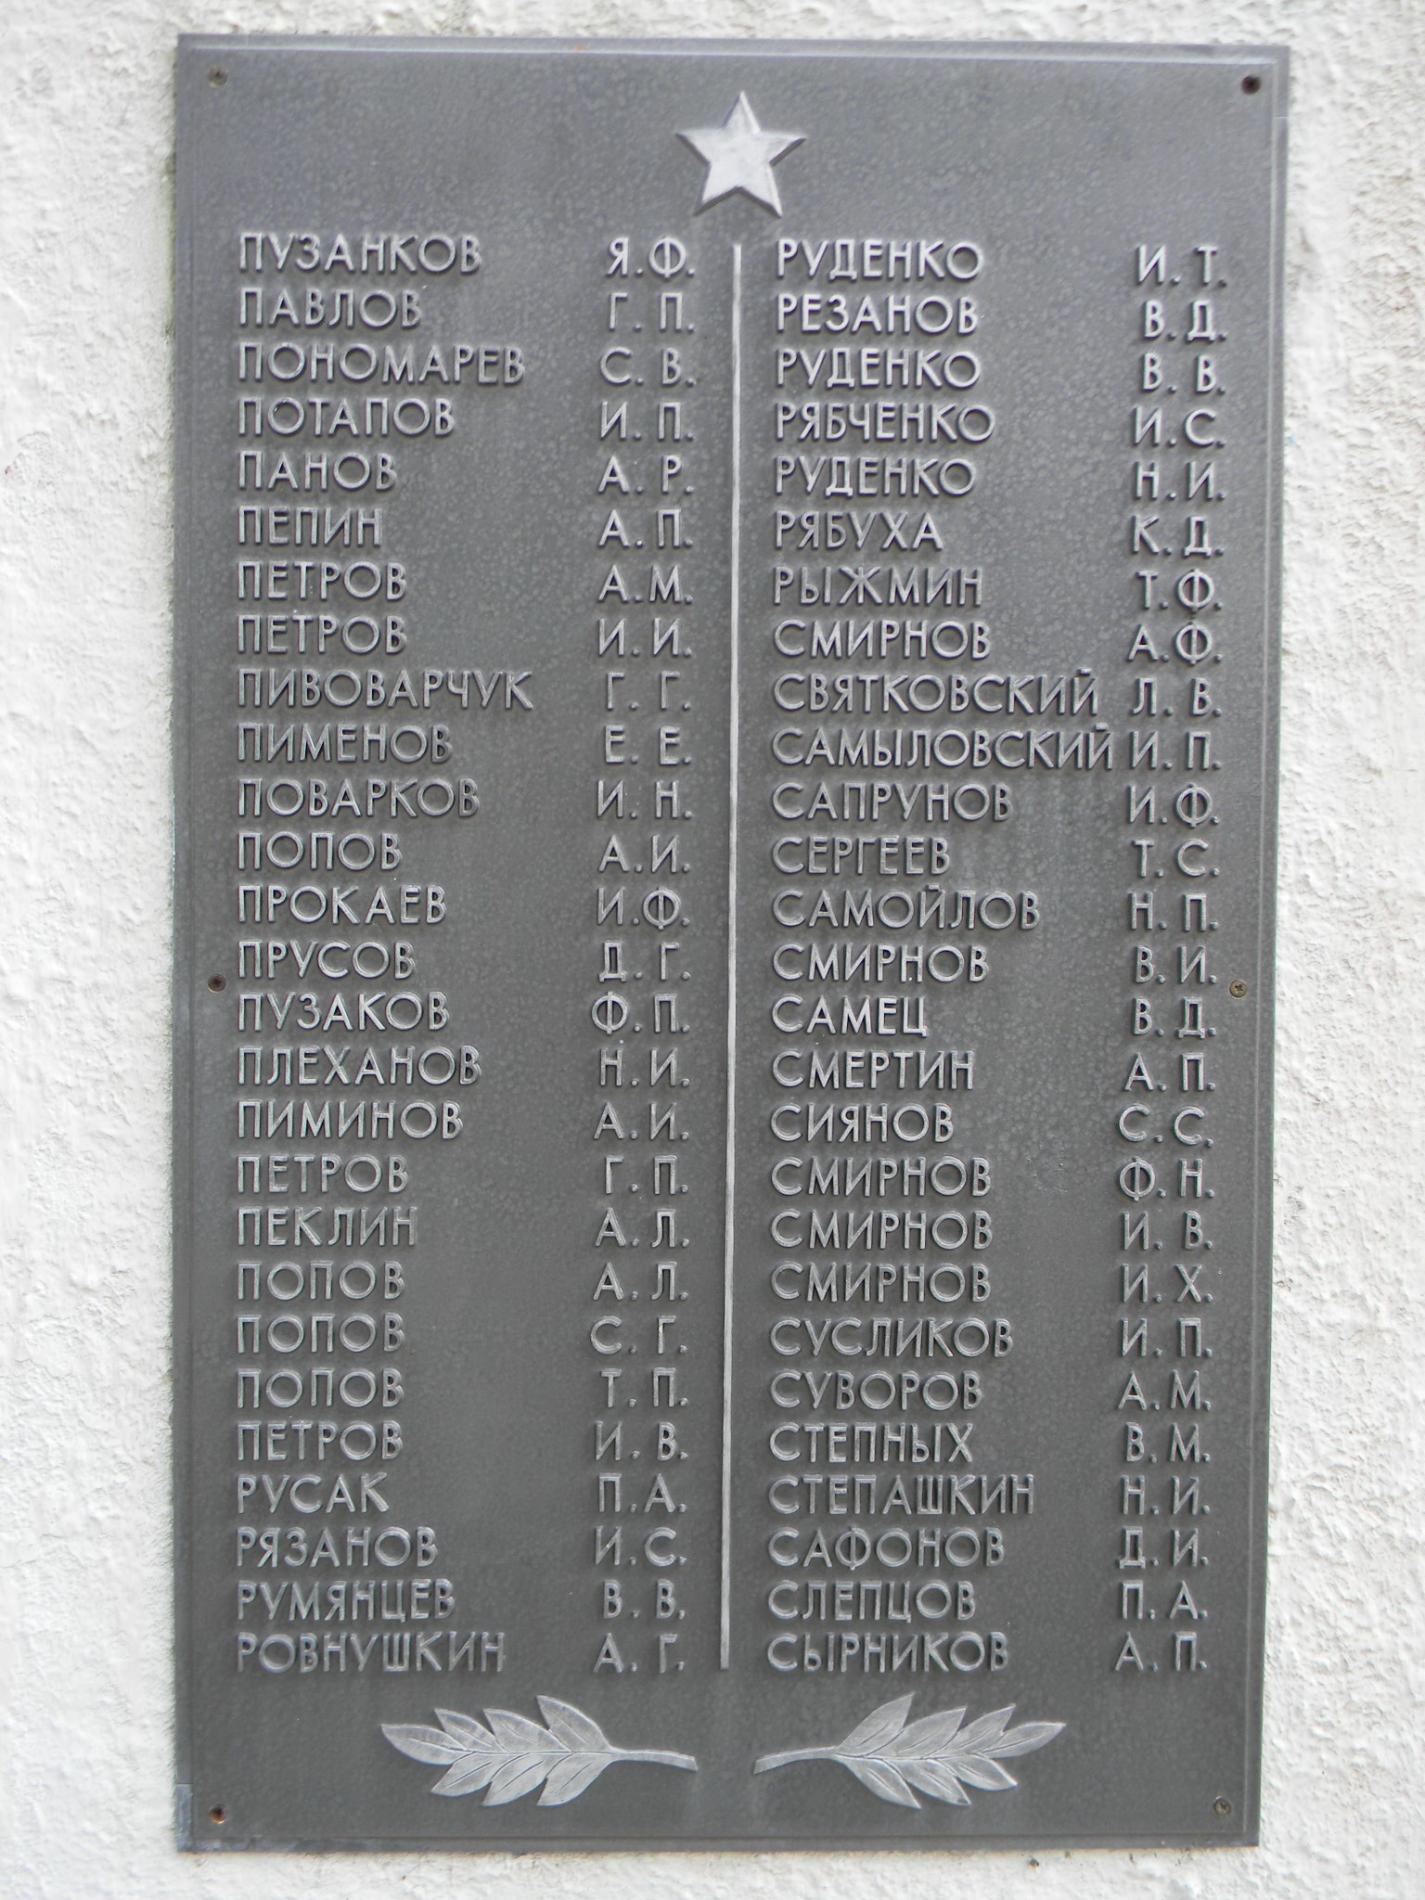 ПУЗАНКОВ Я.Ф.
ПАВЛОВ Г.П.
ПОНОМАРЕВ С.В.
ПОТАПОВ И.П.
ПАНОВ А.Р.
ПЕПИН А.П.
ПЕТРОВ А.М.
ПЕТРОВ И.И.
ПИВОВАРЧУК Г.Г.
ПИМЕНОВ Е.Е.
ПОВАРКОВ И.Н.
ПОПОВ А.И.
ПРОКАЕВ И.Ф.
ПРУСОВ Д.Г.
ПУЗАКОВ Ф.П.
ПЛЕХАНОВ Н.И.
ПИМИНОВ А.И.
ПЕТРОВ Г.П.
ПЕКЛИН А.Л.
ПОПОВ А.Л.
ПОПОВ С.Г.
ПОПОВ Т.П.
ПЕТРОВ И.В.
РУСАК П.А.
РЯЗАНОВ И.С.
РУМЯНЦЕВ В.В.
РОВНУШКИН А.Г.
РУДЕНКО И.Т.
РЕЗАНОВ В.Д.
РУДЕНКО В.В.
РЯБЧЕНКО И.С.
РУДЕНКО Н.И.
РЯБУХА К.Д.
РЫЖМИН Т.Ф.
СМИРНОВ А.Ф.
СВЯТКОВСКИЙ Л.В.
САМЫЛОВСКИЙ И.П.
САПРУНОВ И.Ф.
СЕРГЕЕВ Т.С.
САМОЙЛОВ Н.П.
СМИРНОВ В.И.
САМЕЦ В.Д.
СМЕРТИН А.П.
СИЯНОВ С.С.
СМИРНОВ Ф.Н.
СМИРНОВ И.В.
СМИРНОВ И.Х.
СУСЛИКОВ И.П.
СУВОРОВ А.М.
СТЕПНЫХ В.М.
СТЕПАШКИН Н.И.
САФОНОВ Д.И.
СЛЕПЦОВ П.А.
СЫРНИКОВ А.П.